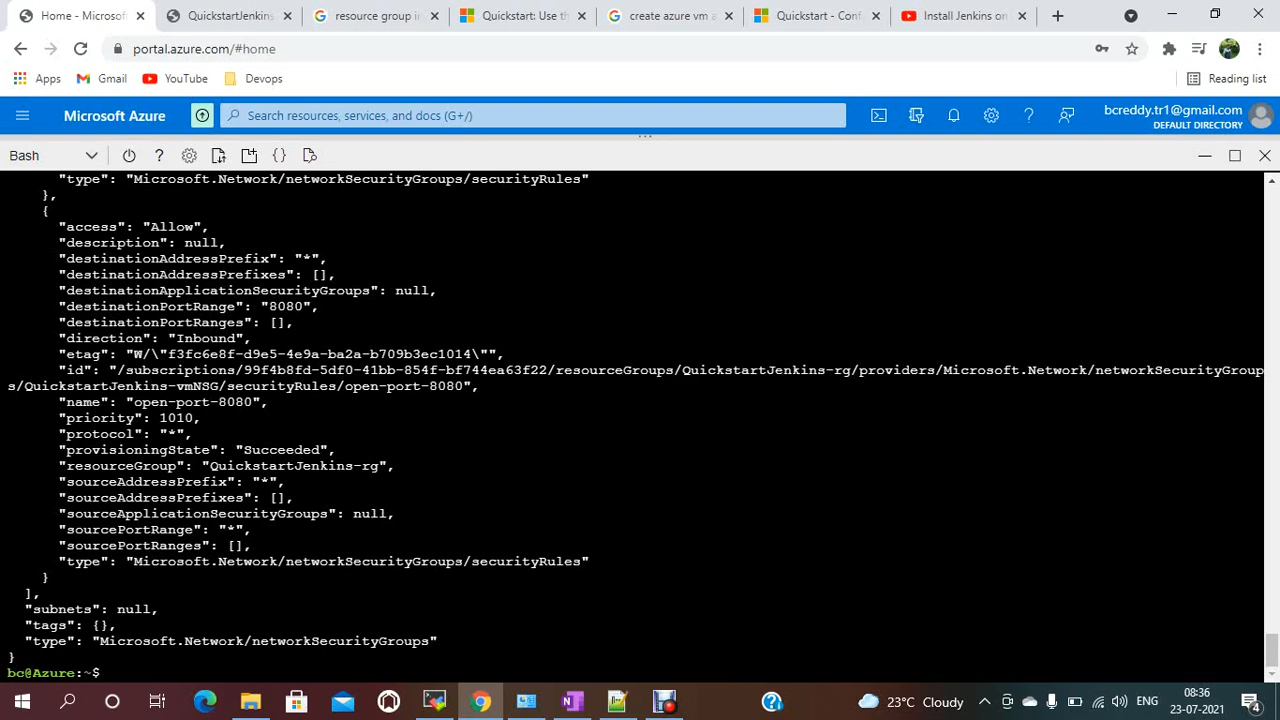 Home - Microsof
QuickstartJenkins
resource group in
Quickstart: Use th
create azure vm a
Quickstart - Conf
Install Jenkins on
portal.azure.com/#home
Apps
Gmail
YouTube
Devops
Reading list
Microsoft Azure
Search resources, services, and docs (G+/)
bcreddy.tr1@gmail.com
DEFAULT DIRECTORY
Bash
"type": "Microsoft.Network/networkSecurityGroups/securityRules"
},
{
"access": "Allow",
"description": null,
"destinationAddressPrefix": "*",
"destinationAddressPrefixes": [],
"destinationApplicationSecurityGroups": null,
"destinationPortRange": "8080",
"destinationPortRanges": [],
"direction": "Inbound",
"etag": "W/\"f3fc6e8f-d9e5-4e9a-ba2a-b709b3ec1014\"",
"id": "/subscriptions/99f4b8fd-5df0-41bb-854f-bf744ea63f22/resourceGroups/QuickstartJenkins-rg/providers/Microsoft.Network/networkSecurityGroup
s/QuickstartJenkins-vmNSG/securityRules/open-port-8080",
"name": "open-port-8080",
"priority": 1010,
"protocol": "*",
"provisioningState": "Succeeded",
"resourceGroup": "QuickstartJenkins-rg",
"sourceAddressPrefix": "*",
"sourceAddressPrefixes": [],
"sourceApplicationSecurityGroups": null,
"sourcePortRange": "*",
"sourcePortRanges": [],
"type": "Microsoft.Network/networkSecurityGroups/securityRules"
}
],
"subnets": null,
"tags": {},
"type": "Microsoft.Network/networkSecurityGroups"
}
bc@Azure:~$
23°C Cloudy
ENG
08:36
23-07-2021
4